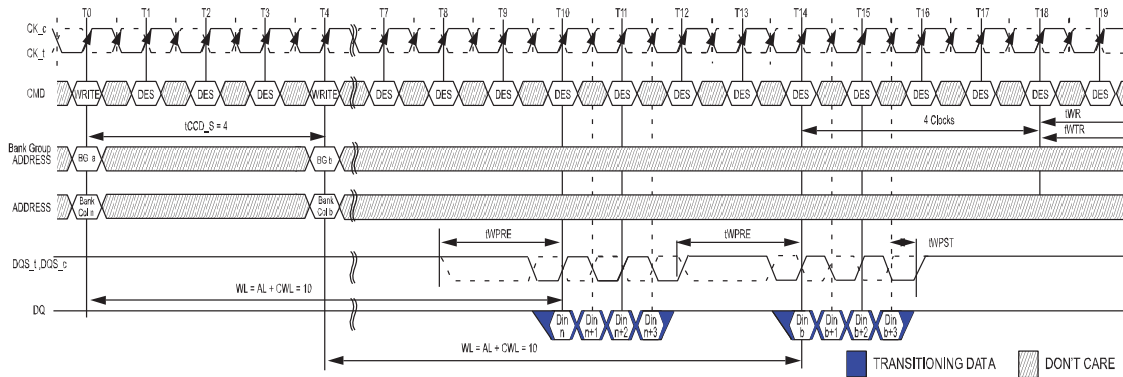 T0 T1 T2 T3 T4 T7 T8 T9 T10 T11 T12 T13 T14 T15 T16 T17 T18 T19
CK_c
CK_t
CMD WRITE DES DES DES WRITE DES DES DES DES DES DES DES DES DES DES DES DES DES
tCCD_S = 4 4 Clocks tWR
tWTR
Bank Group
ADDRESS BG a BG b
ADDRESS Bank Col n Bank Col b
tWPRE tWPRE tWPST
DQS_t ,DQS_c
WL = AL + CWL = 10
DQ Din n Din n+1 Din n+2 Din n+3 Din b Din b+1 Din b+2 Din b+3
WL = AL + CWL = 10
TRANSITIONING DATA DON'T CARE